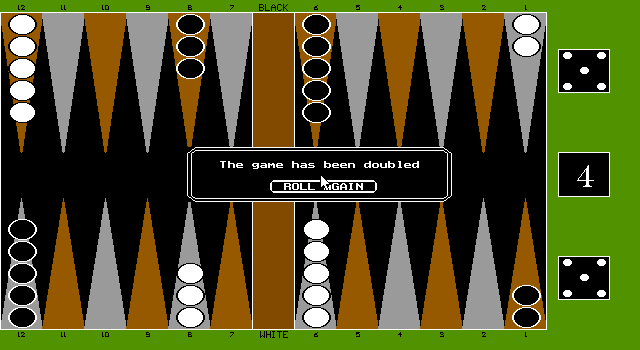 12 11 10 9 8 7 BLACK 6 5 4 3 2 1
The game has been doubled
ROLL AGAIN
4
12 11 10 9 8 7 WHITE 6 5 4 3 2 1